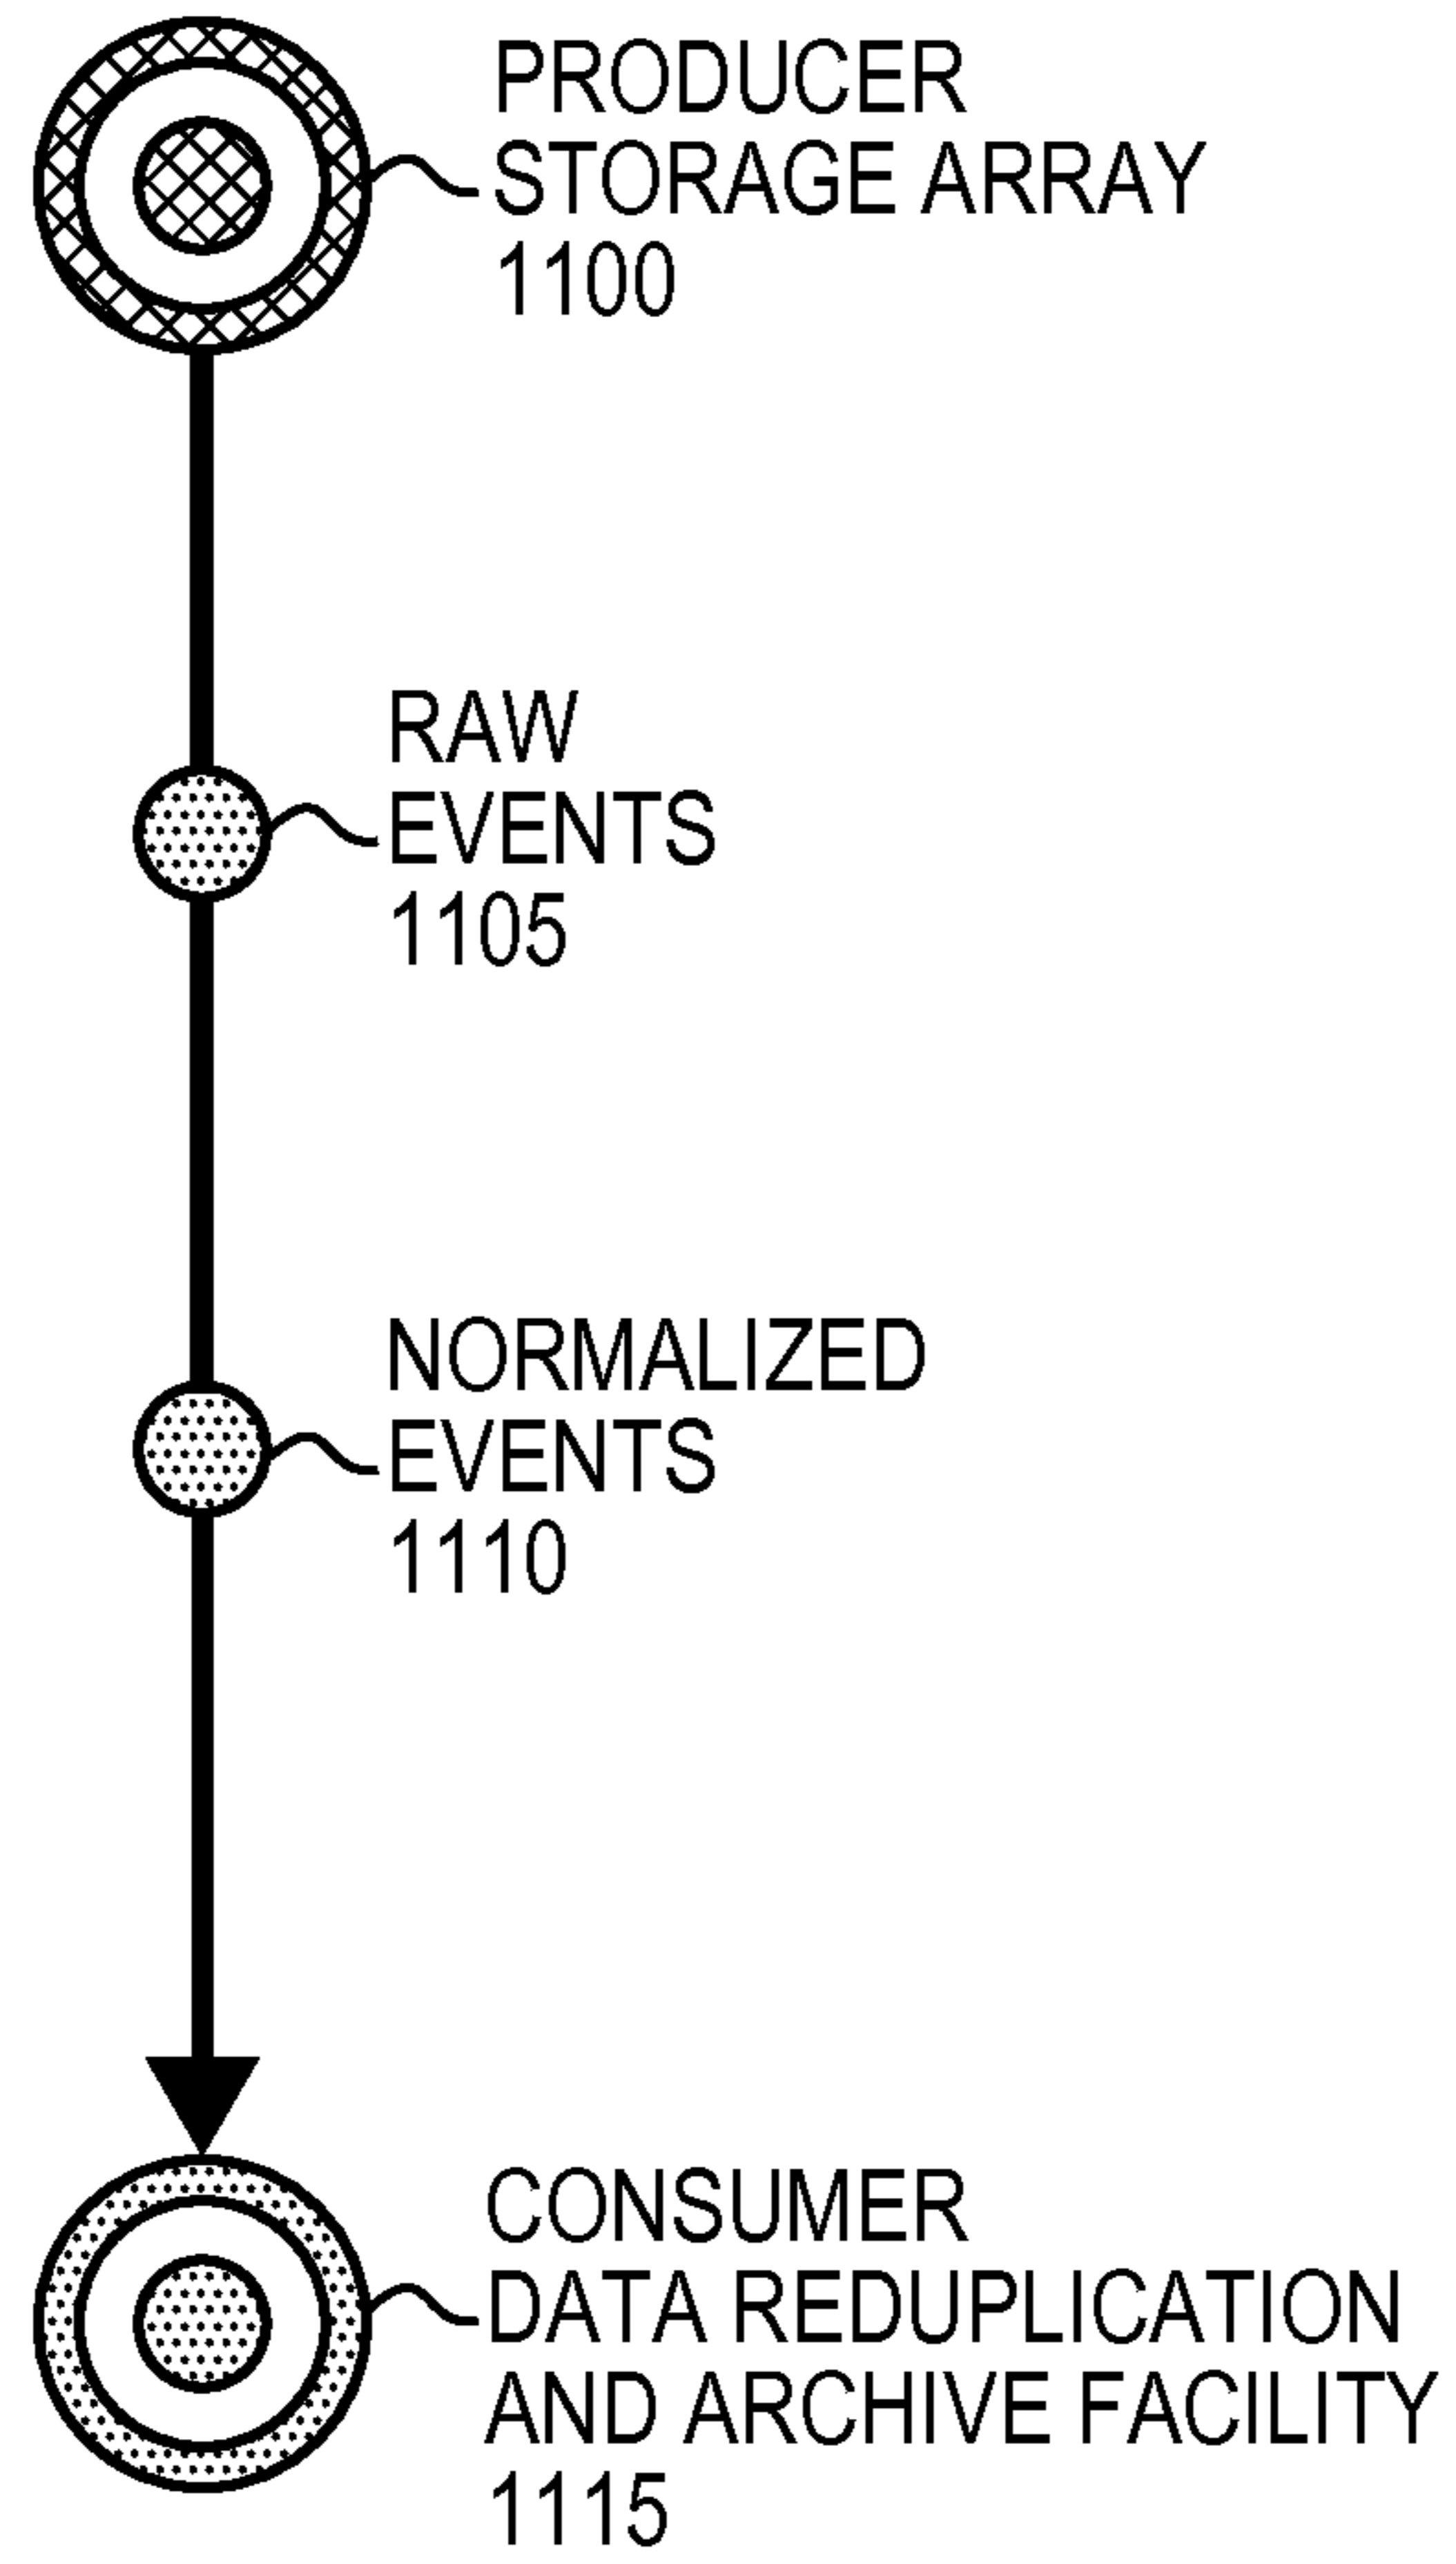 PRODUCER
STORAGE ARRAY
1100
RAW
EVENTS
1105
NORMALIZED
EVENTS
1110
CONSUMER
DATA REDUPLICATION
AND ARCHIVE FACILITY
1115